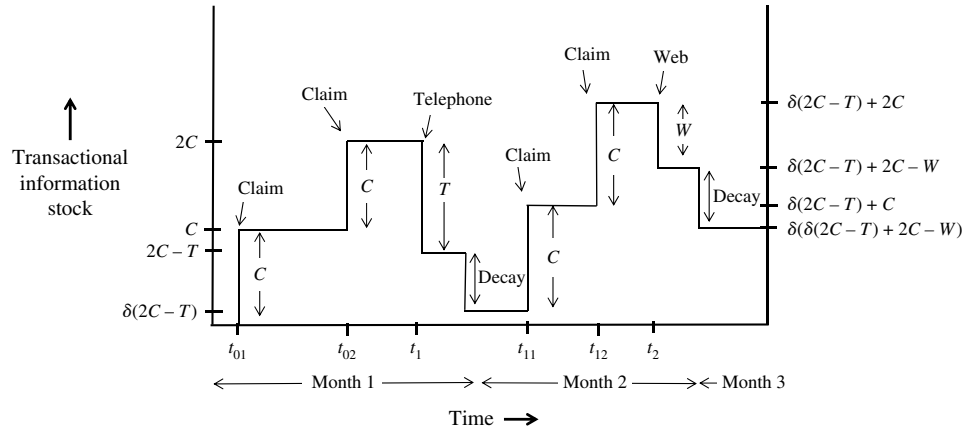 Transactional
information
stock
2C
C
2C – T
δ(2C – T)
Claim
Claim
Telephone
Claim
Claim
Web
C
C
T
Decay
C
C
W
Decay
δ(2C – T) + 2C
δ(2C – T) + 2C – W
δ(2C – T) + C
δ(δ(2C – T) + 2C – W)
t01
t02
t1
t11
t12
t2
Month 1
Month 2
Month 3
Time